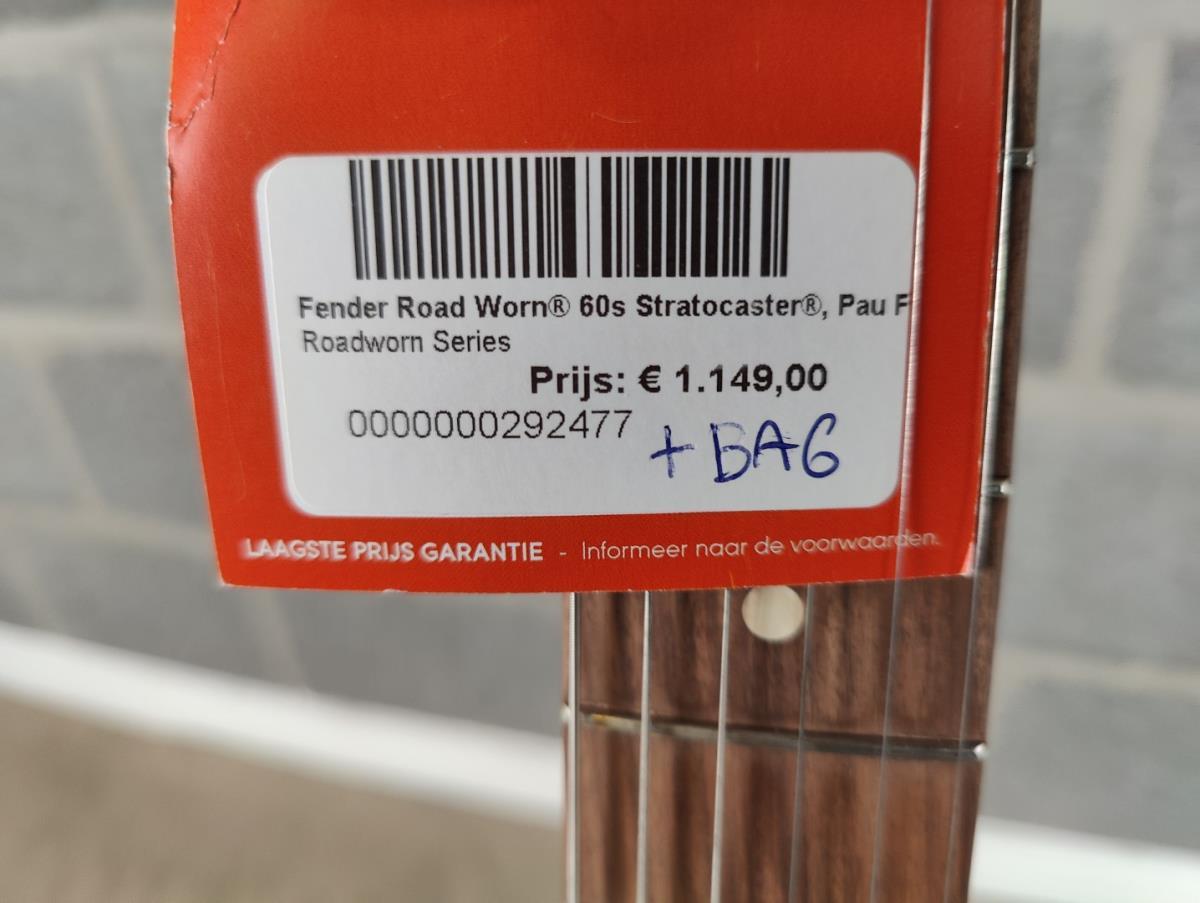 Fender Road Worn® 60s Stratocaster®, Pau F
Roadworn Series
Prijs: € 1.149,00
0000000292477
+ BAG
LAAGSTE PRIJS GARANTIE - Informeer naar de voorwaarden.